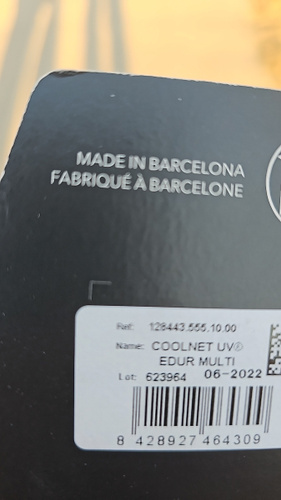 MADE IN BARCELONA
FABRIQUÉ À BARCELONE
Ref: 128443.555.10.00
Name: COOLNET UV®
EDUR MULTI
Lot: 623964 06-2022
8 428927 464309